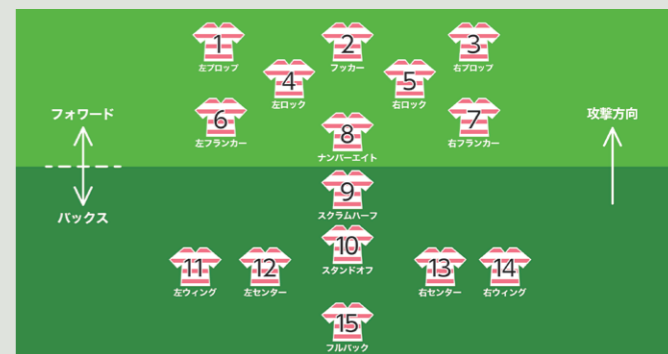 1
左プロップ
2
フッカー
3
右プロップ
4
左ロック
5
右ロック
6
左フランカー
7
右フランカー
8
ナンバーエイト
フォワード
バックス
攻撃方向
9
スクラムハーフ
10
スタンドオフ
11
左ウィング
12
左センター
13
右センター
14
右ウィング
15
フルバック